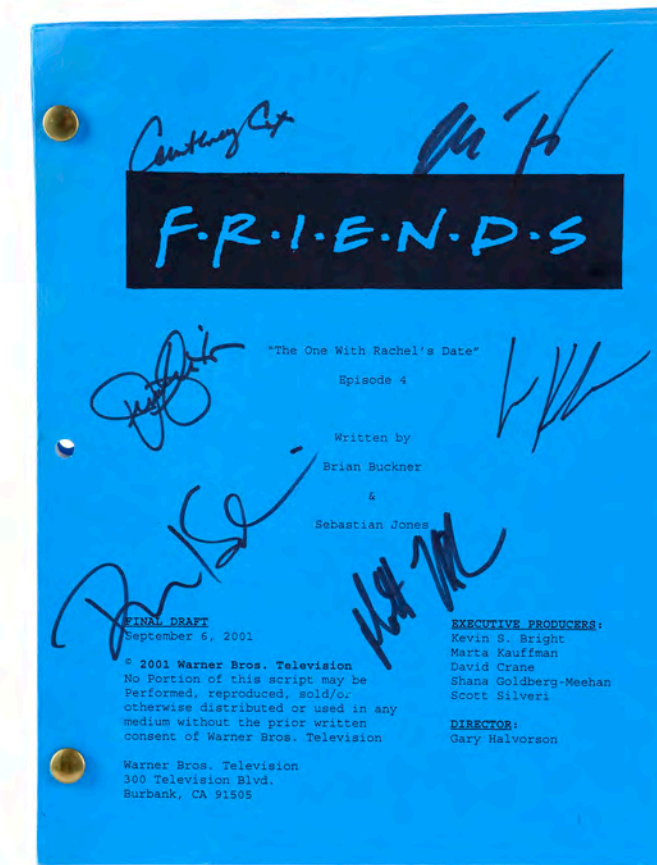 Courteney Cox
F·R·I·E·N·D·S
"The One With Rachel's Date"
Episode 4
Written by
Brian Buckner
&
Sebastian Jones
FINAL DRAFT
September 6, 2001
© 2001 Warner Bros. Television
No Portion of this script may be
Performed, reproduced, sold/or
otherwise distributed or used in any
medium without the prior written
consent of Warner Bros. Television
Warner Bros. Television
300 Television Blvd.
Burbank, CA 91505
EXECUTIVE PRODUCERS:
Kevin S. Bright
Marta Kauffman
David Crane
Shana Goldberg-Meehan
Scott Silveri
DIRECTOR:
Gary Halvorson